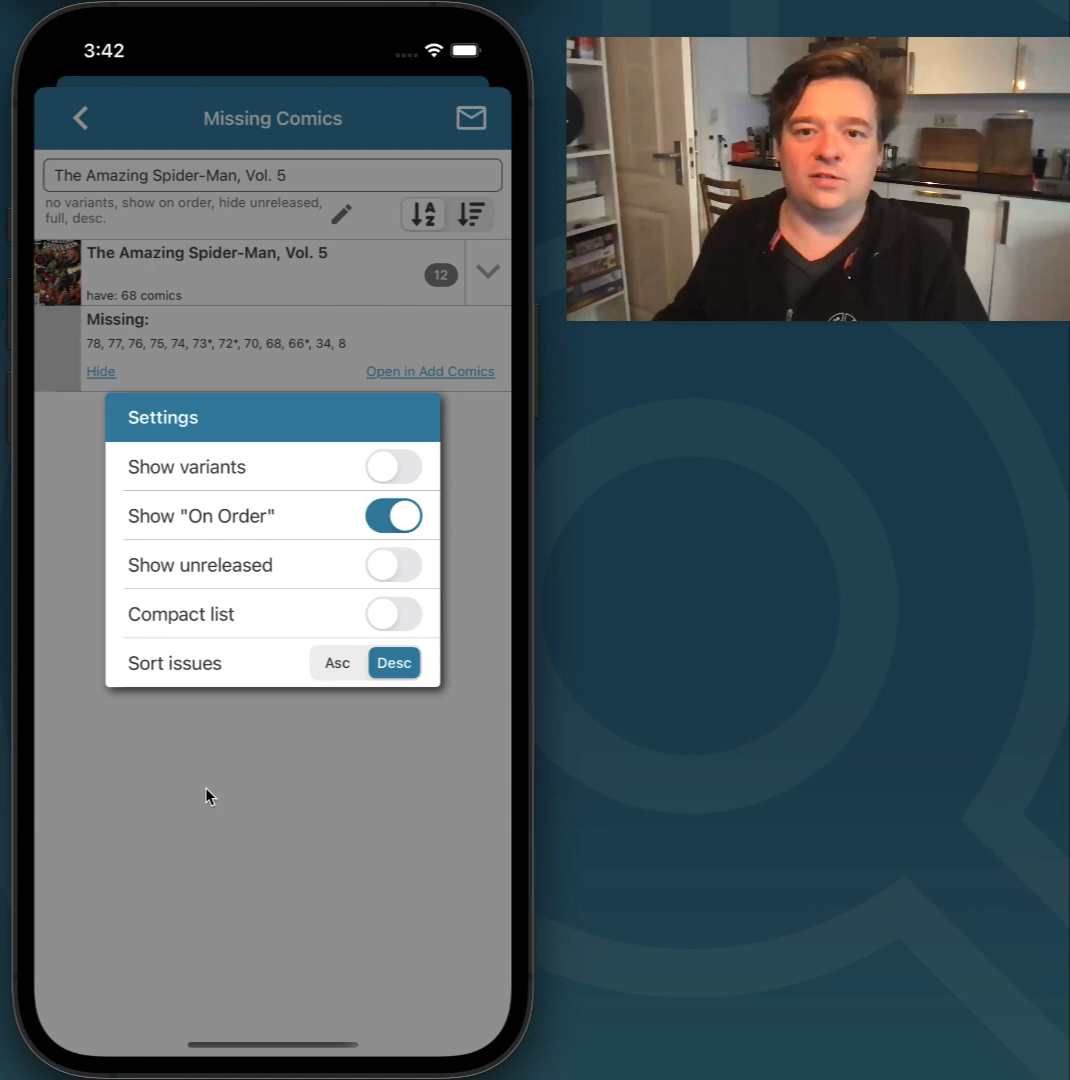 3:42
Missing Comics
The Amazing Spider-Man, Vol. 5
no variants, show on order, hide unreleased,
full, desc.
The Amazing Spider-Man, Vol. 5
12
have: 68 comics
Missing:
78, 77, 76, 75, 74, 73*, 72*, 70, 68, 66*, 34, 8
Hide
Open in Add Comics
Settings
Show variants
Show "On Order"
Show unreleased
Compact list
Sort issues
Asc
Desc